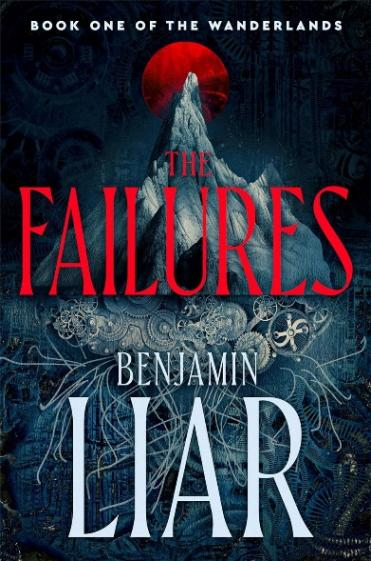 BOOK ONE OF THE WANDERLANDS
THE
FAILURES
BENJAMIN
LIAR